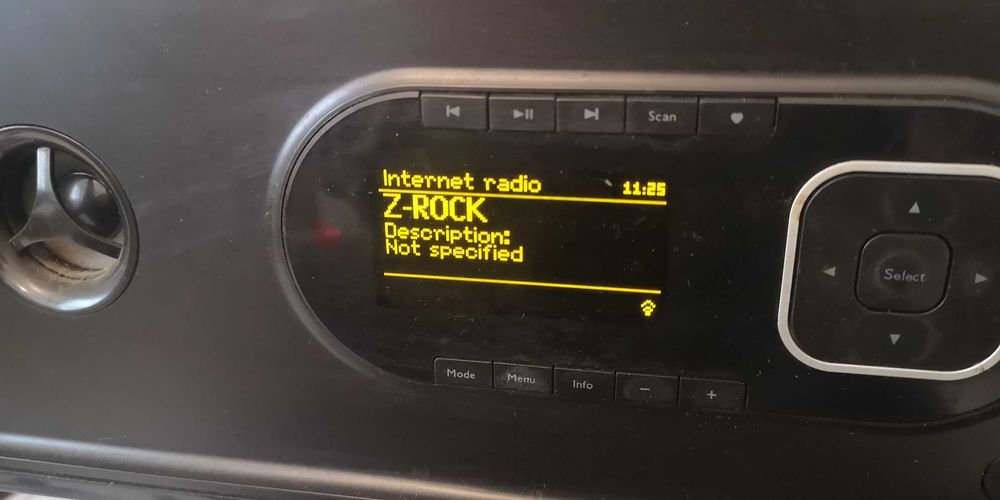 Scan
Internet radio 11:25
Z-ROCK
Description:
Not specified
Select
Mode Menu Info - +